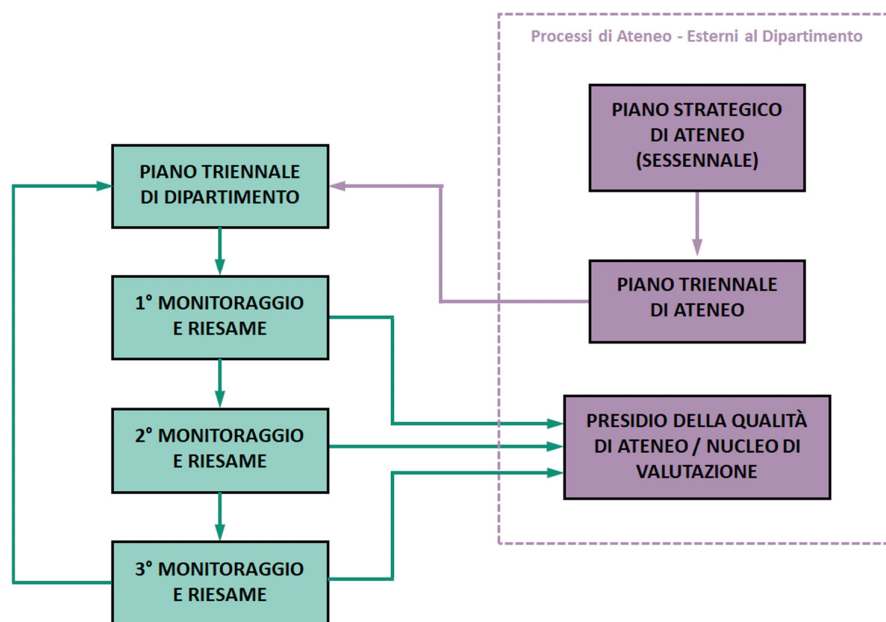 Processi di Ateneo - Esterni al Dipartimento
PIANO STRATEGICO
DI ATENEO
(SESSENNALE)
PIANO TRIENNALE
DI DIPARTIMENTO
PIANO TRIENNALE
DI ATENEO
1° MONITORAGGIO
E RIESAME
2° MONITORAGGIO
E RIESAME
PRESIDIO DELLA QUALITÀ
DI ATENEO / NUCLEO DI
VALUTAZIONE
3° MONITORAGGIO
E RIESAME